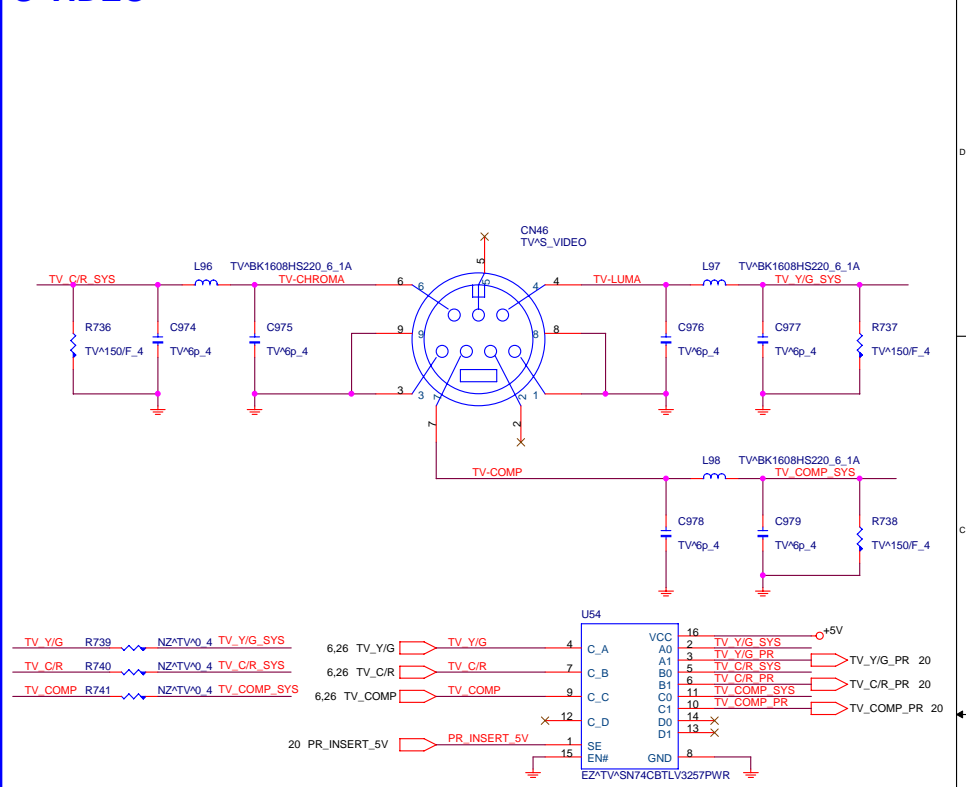 D
CN46
TV^S_VIDEO
5
L96 TV^BK1608HS220_6_1A
L97 TV^BK1608HS220_6_1A
TV_C/R_SYS TV-CHROMA 6 6 5 4 4 TV-LUMA TV_Y/G_SYS
R736 C974 C975 9 9 8 8 C976 C977 R737
TV^150/F_4 TV^6p_4 TV^6p_4 TV^6p_4 TV^6p_4 TV^150/F_4
3 3 7 2 1 1
7 2
L98 TV^BK1608HS220_6_1A
TV-COMP TV_COMP_SYS
C978 C979 R738
TV^6p_4 TV^6p_4 TV^150/F_4
C
U54
TV_Y/G R739 NZ^TV^0_4 TV_Y/G_SYS
TV_C/R R740 NZ^TV^0_4 TV_C/R_SYS
TV_COMP R741 NZ^TV^0_4 TV_COMP_SYS
6,26 TV_Y/G TV_Y/G 4 C_A
6,26 TV_C/R TV_C/R 7 C_B
6,26 TV_COMP TV_COMP 9 C_C
12 C_D
20 PR_INSERT_5V PR_INSERT_5V 1 SE
15 EN#
VCC 16 +5V
A0 2 TV_Y/G_SYS
A1 3 TV_Y/G_PR TV_Y/G_PR 20
B0 5 TV_C/R_SYS
B1 6 TV_C/R_PR TV_C/R_PR 20
C0 11 TV_COMP_SYS
C1 10 TV_COMP_PR TV_COMP_PR 20
D0 14
D1 13
GND 8
EZ^TV^SN74CBTLV3257PWR